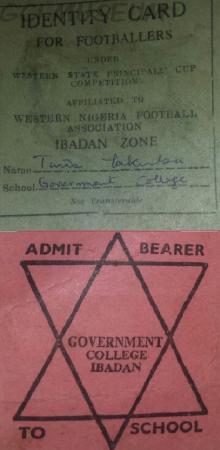 IDENTITY CARD
FOR FOOTBALLERS
UNDER
WESTERN STATE PRINCIPALS' CUP
COMPETITION
AFFILIATED TO
WESTERN NIGERIA FOOTBALL
ASSOCIATION
IBADAN ZONE
Name
School Government College
Not Transferable
ADMIT BEARER
GOVERNMENT
COLLEGE
IBADAN
TO SCHOOL